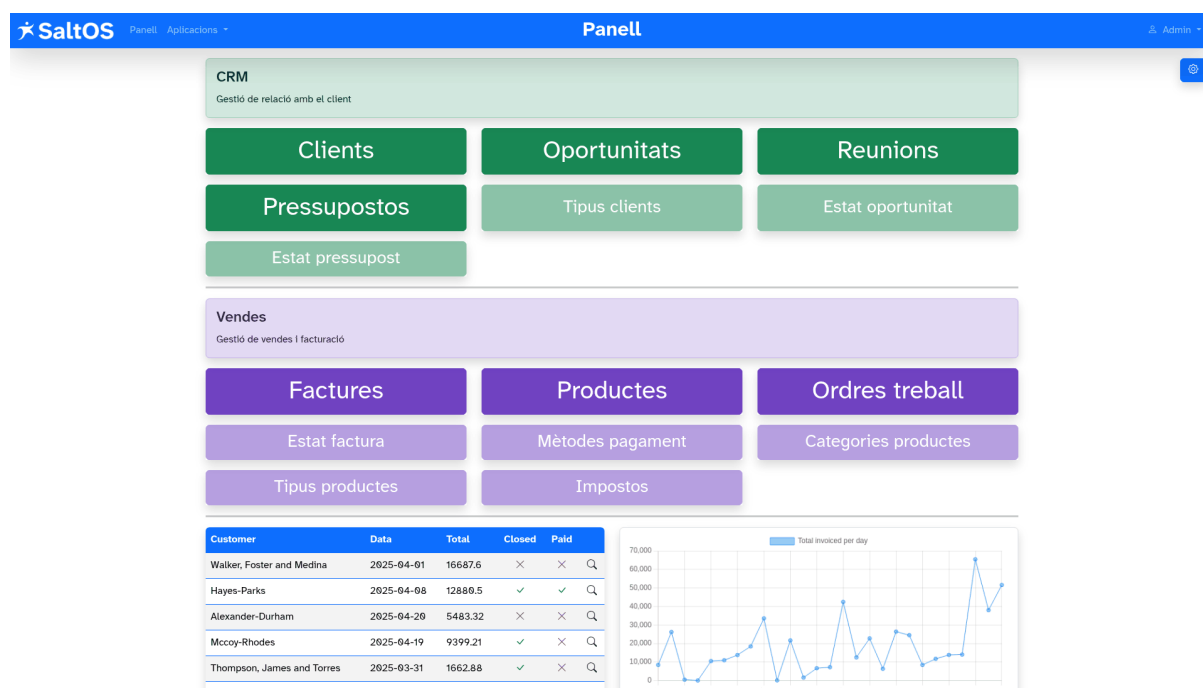 SaltOS Panell Aplicacions Panell Admin
CRM
Gestió de relació amb el client
Clients Oportunitats Reunions
Pressupostos Tipus clients Estat oportunitat
Estat pressupost
Vendes
Gestió de vendes i facturació
Factures Productes Ordres treball
Estat factura Mètodes pagament Categories productes
Tipus productes Impostos
Customer Data Total Closed Paid
Walker, Foster and Medina 2025-04-01 16687.6
Hayes-Parks 2025-04-08 12880.5
Alexander-Durham 2025-04-20 5483.32
Mccoy-Rhodes 2025-04-19 9399.21
Thompson, James and Torres 2025-03-31 1662.88
Total invoiced per day
70,000
60,000
50,000
40,000
30,000
20,000
10,000
0